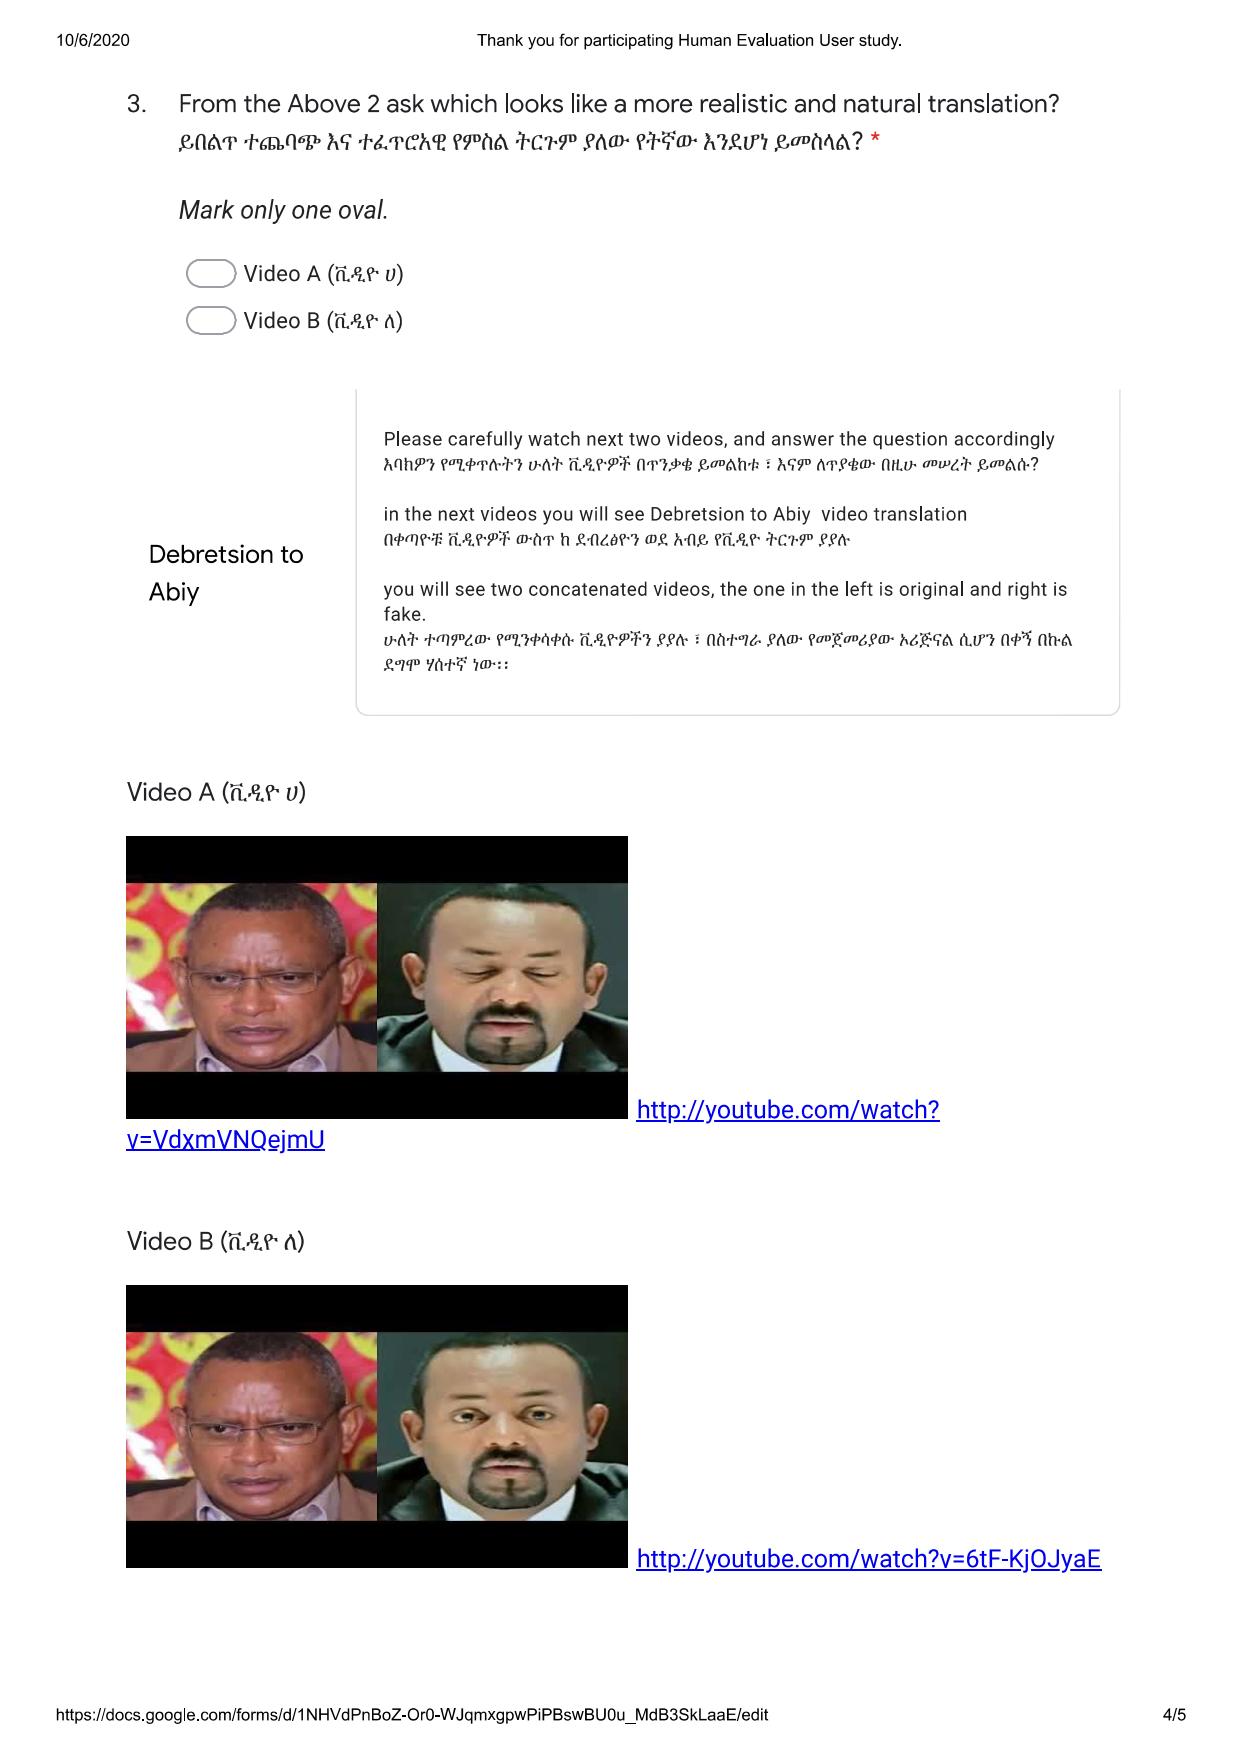 10/6/2020
Thank you for participating Human Evaluation User study.
3. From the Above 2 ask which looks like a more realistic and natural translation?
ይበልጥ ተጨባጭ እና ተፈጥሮአዊ የምስል ትርጉም ያለው የትኛው እንደሆነ ይመስላል? *
Mark only one oval.
Video A (ቪዲዮ ሀ)
Video B (ቪዲዮ ለ)
Debretsion to
Abiy
Please carefully watch next two videos, and answer the question accordingly
እባክዎን የሚቀጥሉትን ሁለት ቪዲዮዎች በጥንቃቄ ይመልከቱ ፣ እናም ለጥያቄው በዚሁ መሠረት ይመልሱ?
in the next videos you will see Debretsion to Abiy video translation
በቀጣዮቹ ቪዲዮዎች ውስጥ ከ ደብረፅዮን ወደ አብይ የቪዲዮ ትርጉም ያያሉ
you will see two concatenated videos, the one in the left is original and right is
fake.
ሁለት ተጣምረው የሚንቀሳቀሱ ቪዲዮዎችን ያያሉ ፣ በስተግራ ያለው የመጀመሪያው ኦሪጅናል ሲሆን በቀኝ በኩል
ደግሞ ሃሰተኛ ነው፡፡
Video A (ቪዲዮ ሀ)
http://youtube.com/watch?
v=VdxmVNQejmU
Video B (ቪዲዮ ለ)
http://youtube.com/watch?v=6tF-KjOJyaE
https://docs.google.com/forms/d/1NHVdPnBoZ-Or0-WJqmxgpwPiPBswBU0u_MdB3SkLaaE/edit
4/5